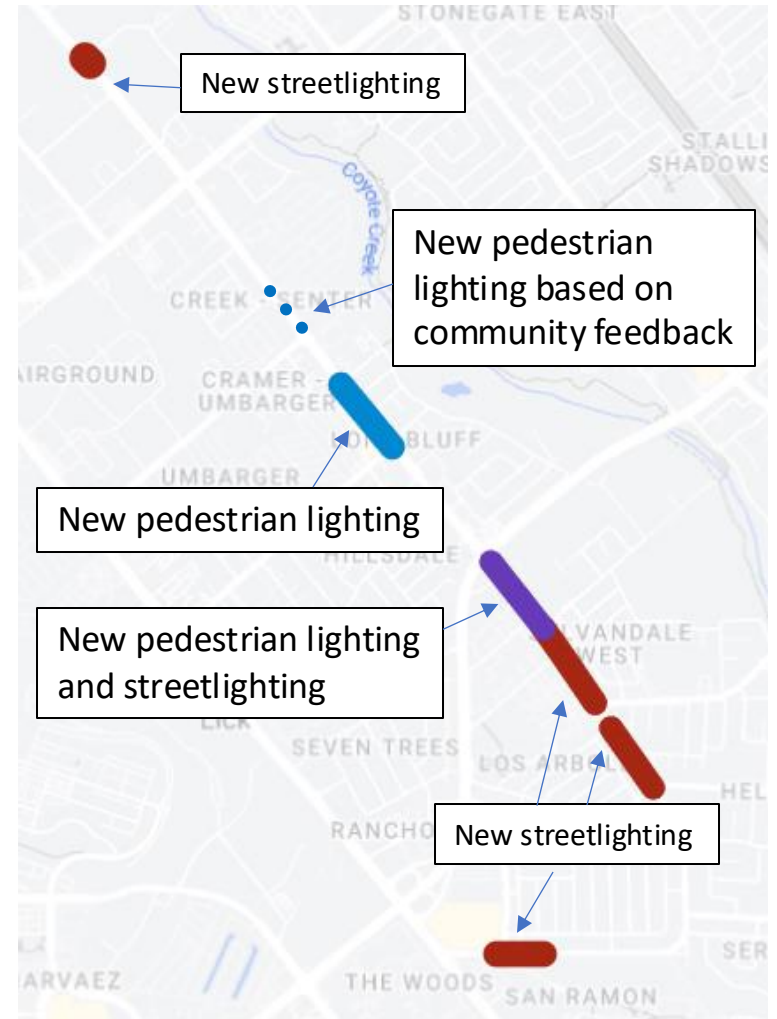 STONEGATE EAST
New streetlighting
STALLI
SHADOWS
Coyote Creek
New pedestrian
lighting based on
community feedback
CREEK - SENTER
AIRGROUND
CRAMER -
UMBARGER
BLUFF
UMBARGER
New pedestrian lighting
HILLSDALE
New pedestrian lighting
and streetlighting
VANDALE
WEST
LICK
SEVEN TREES
LOS ARBOL
HEL
RANCHO
New streetlighting
SER
ARVAEZ
THE WOODS
SAN RAMON